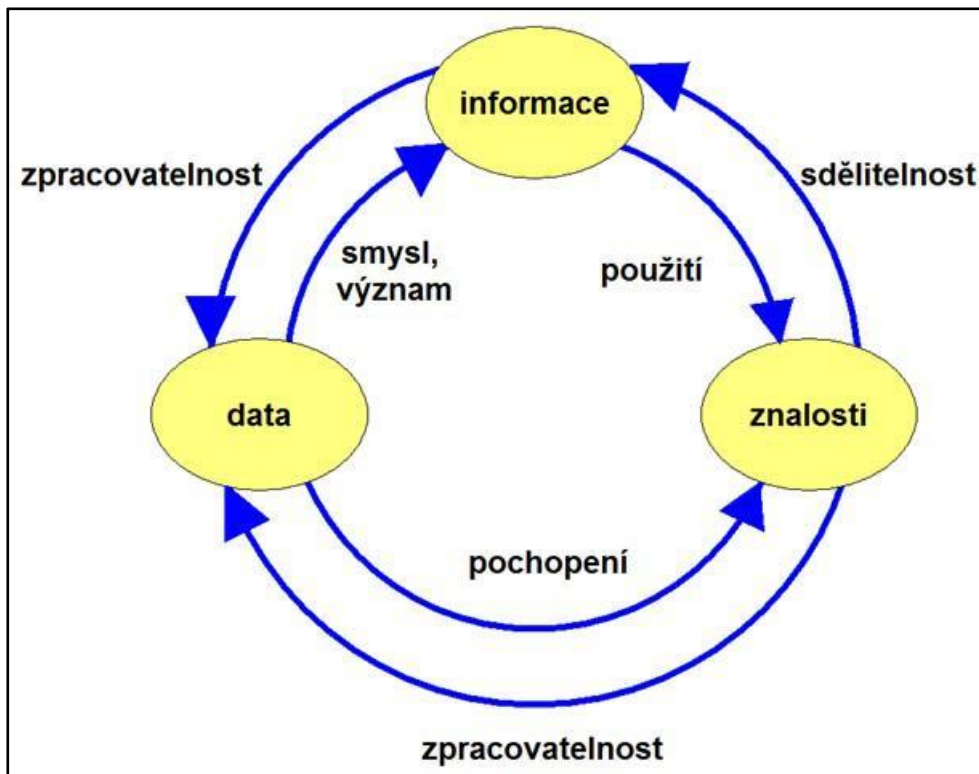 informace
zpracovatelnost
sdělitelnost
smysl,
význam
použití
data
znalosti
pochopení
zpracovatelnost